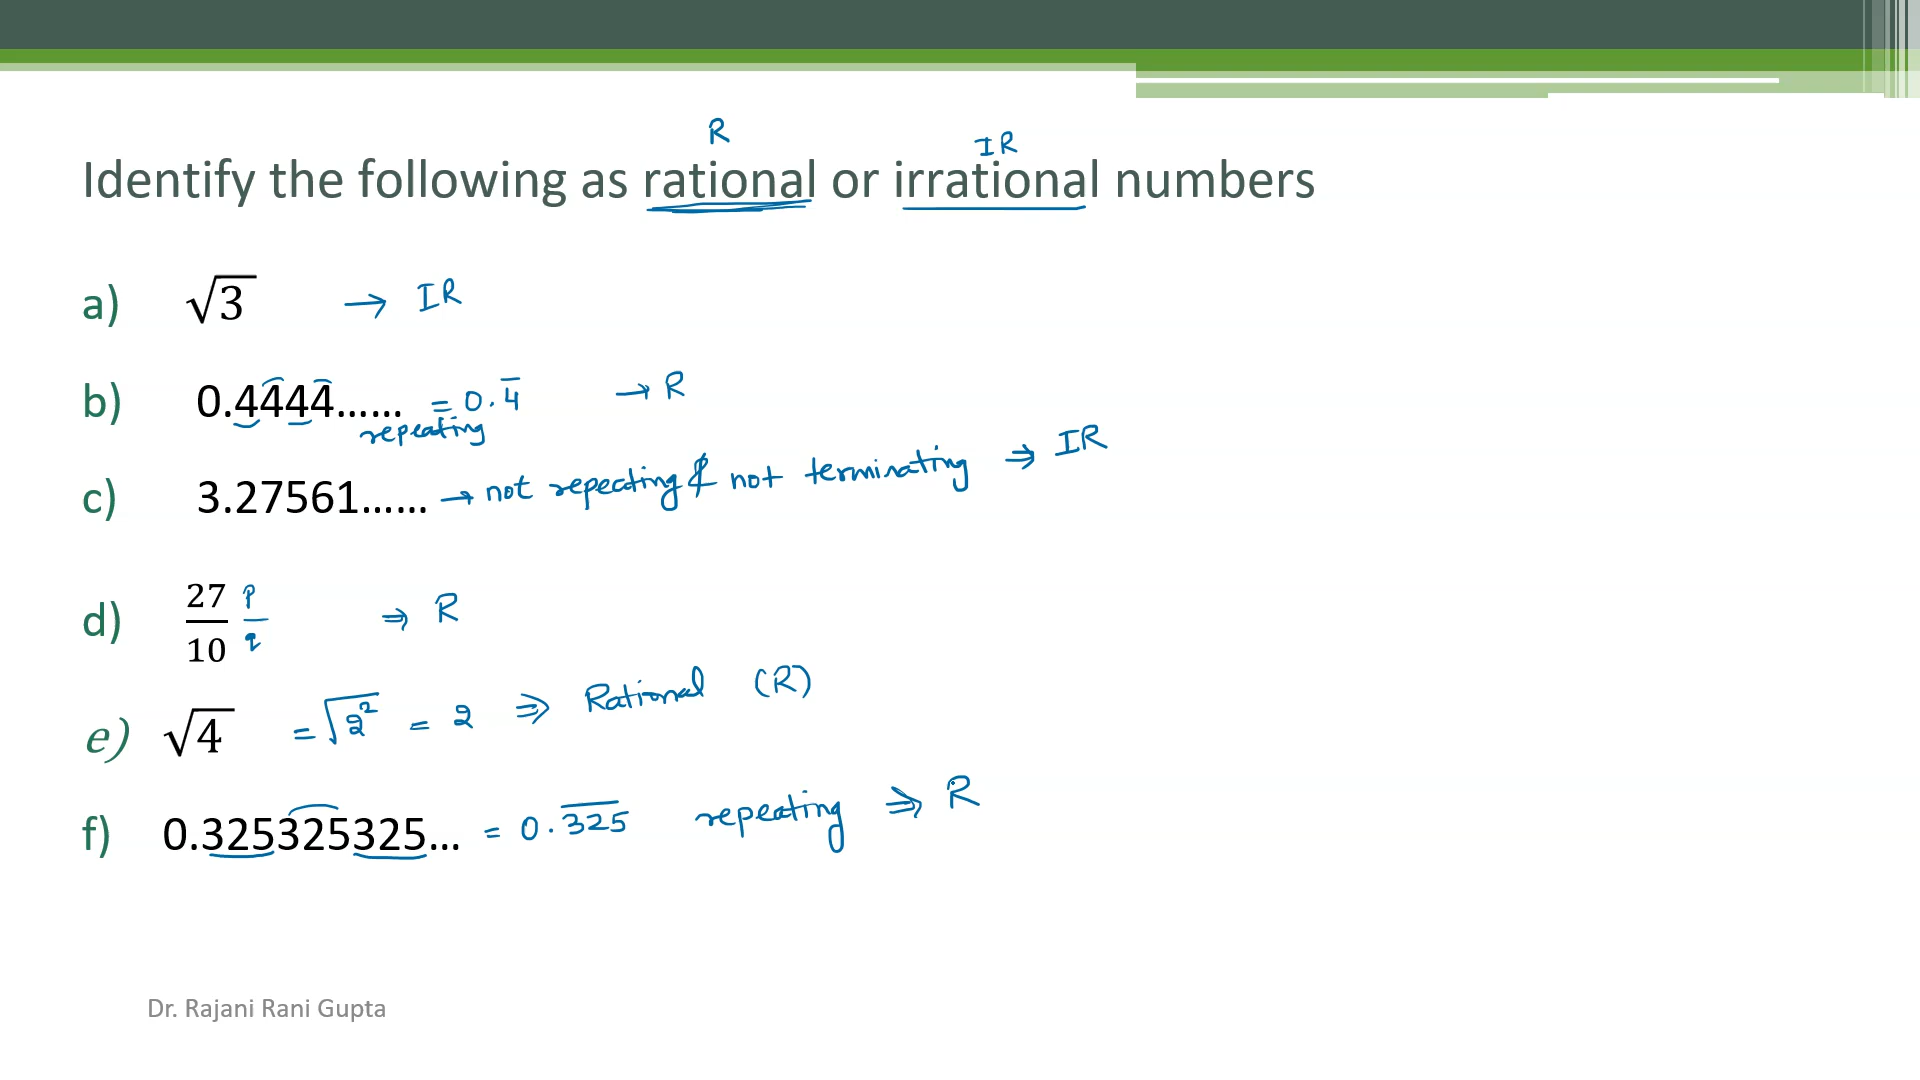 R
IR
Identify the following as rational or irrational numbers
a) √3 → IR
b) 0.4444...... = 0.4̅ → R
repeating
c) 3.27561...... → not repeating & not terminating ⇒ IR
d) 27/10 p/q ⇒ R
e) √4 = √2² = 2 ⇒ Rational (R)
f) 0.325325325... = 0.3̅2̅5̅ repeating ⇒ R
Dr. Rajani Rani Gupta